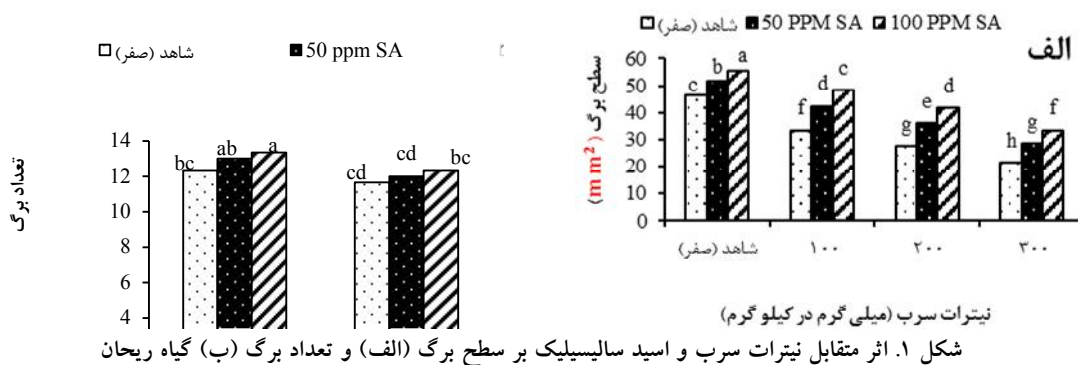 شاهد (صفر) 50 PPM SA 100 PPM SA
الف
سطح برگ (m m²)
60
50
40
30
20
10
0
c b a
f d c
g e d
h g f
شاهد (صفر) ۱۰۰ ۲۰۰ ۳۰۰
نیترات سرب (میلی گرم در کیلو گرم)
شاهد (صفر) 50 ppm SA
تعداد برگ
14
12
10
8
6
4
bc ab a
cd cd bc
شکل ۱. اثر متقابل نیترات سرب و اسید سالیسیلیک بر سطح برگ (الف) و تعداد برگ (ب) گیاه ریحان